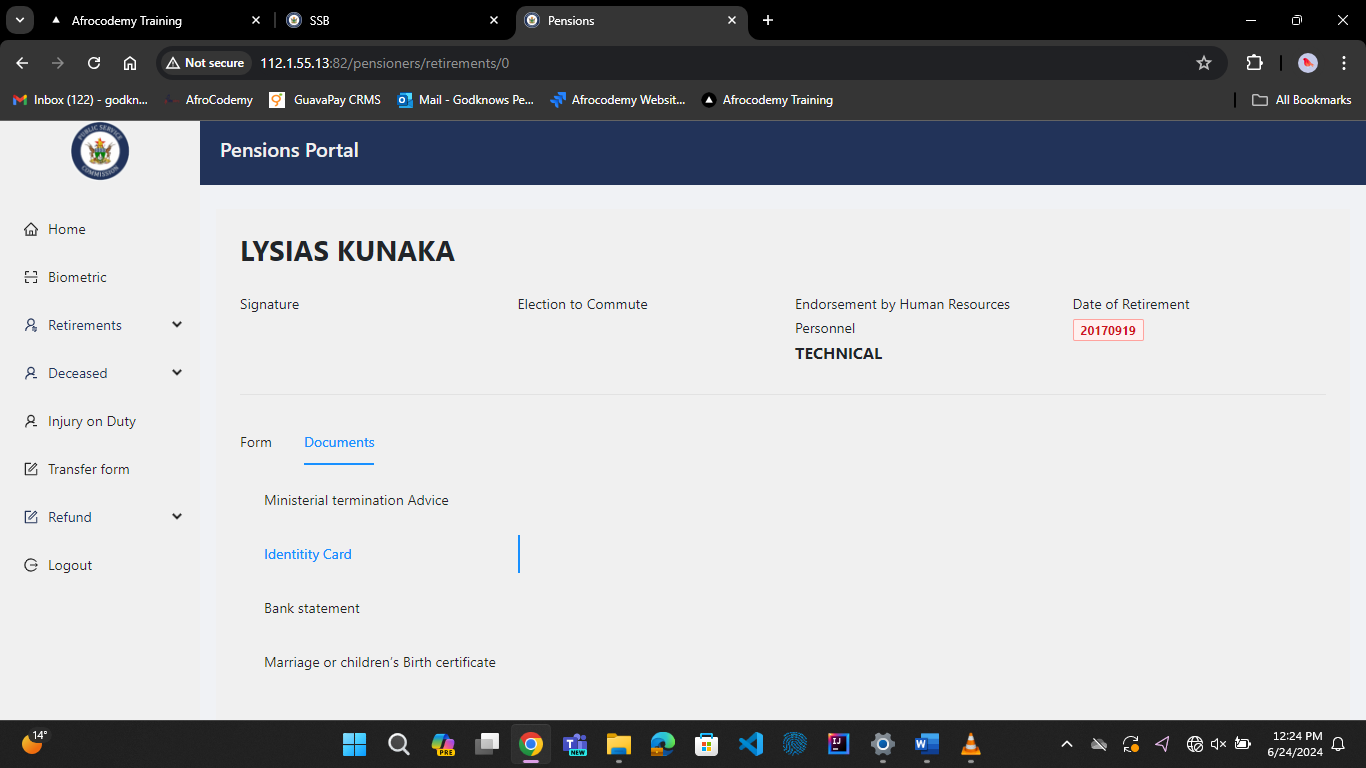 Afrocodemy Training
SSB
Pensions
Not secure
112.1.55.13:82/pensioners/retirements/0
Inbox (122) - godkn...
AfroCodemy
GuavaPay CRMS
Mail - Godknows Pe...
Afrocodemy Websit...
Afrocodemy Training
All Bookmarks
PUBLIC SERVICE
COMMISSION
Pensions Portal
Home
Biometric
Retirements
Deceased
Injury on Duty
Transfer form
Refund
Logout
LYSIAS KUNAKA
Signature
Election to Commute
Endorsement by Human Resources
Personnel
TECHNICAL
Date of Retirement
20170919
Form
Documents
Ministerial termination Advice
Identitity Card
Bank statement
Marriage or children's Birth certificate
14°
PRE
NEW
12:24 PM
6/24/2024